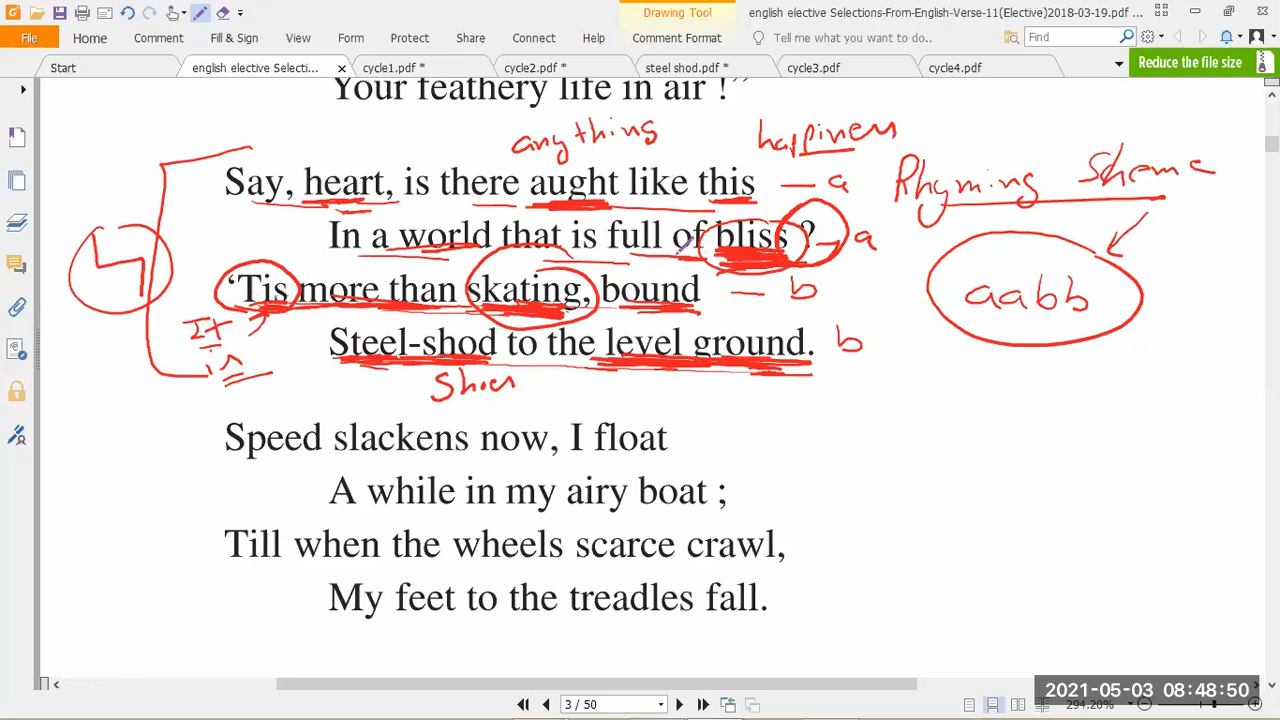 Drawing Tool
english elective Selections-From-English-Verse-11(Elective)2018-03-19.pdf ...
File Home Comment Fill & Sign View Form Protect Share Connect Help Comment Format Tell me what you want to do.. Find
Start english elective Selecti... cycle1.pdf * cycle2.pdf * steel shod.pdf * cycle3.pdf cycle4.pdf Reduce the file size
Your feathery life in air !”
anything happiness
Say, heart, is there aught like this — a
Rhyming Sheme
In a world that is full of bliss ? - a
‘Tis more than skating, bound — b
aabb
It is
Steel-shod to the level ground. b
Shoes
4
Speed slackens now, I float
A while in my airy boat ;
Till when the wheels scarce crawl,
My feet to the treadles fall.
3 / 50
294.20%
2021-05-03 08:48:50